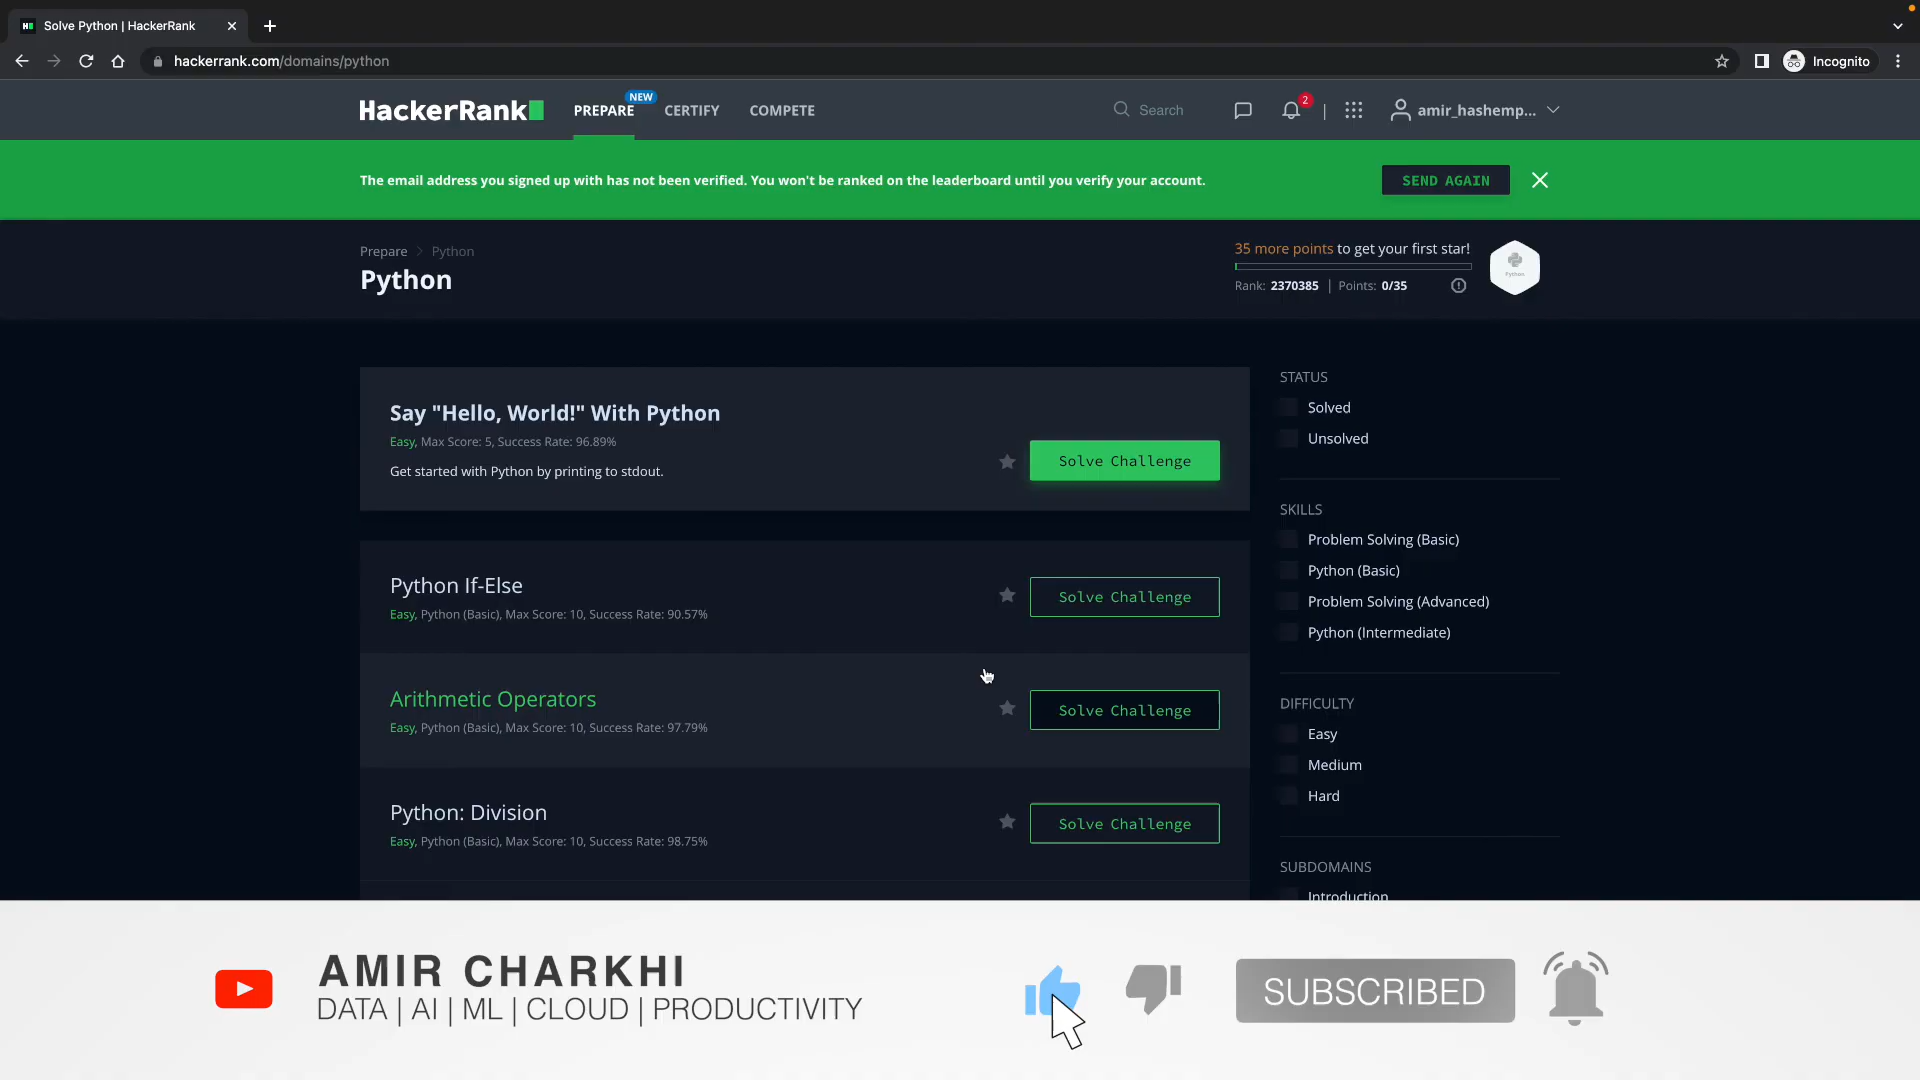 Solve Python | HackerRank
hackerrank.com/domains/python
Incognito
HackerRank
PREPARE
NEW
CERTIFY
COMPETE
Search
2
amir_hashemp...
The email address you signed up with has not been verified. You won't be ranked on the leaderboard until you verify your account.
SEND AGAIN
Prepare > Python
Python
35 more points to get your first star!
Rank: 2370385 | Points: 0/35
Python
Say "Hello, World!" With Python
Easy, Max Score: 5, Success Rate: 96.89%
Get started with Python by printing to stdout.
Solve Challenge
Python If-Else
Easy, Python (Basic), Max Score: 10, Success Rate: 90.57%
Solve Challenge
Arithmetic Operators
Easy, Python (Basic), Max Score: 10, Success Rate: 97.79%
Solve Challenge
Python: Division
Easy, Python (Basic), Max Score: 10, Success Rate: 98.75%
Solve Challenge
STATUS
Solved
Unsolved
SKILLS
Problem Solving (Basic)
Python (Basic)
Problem Solving (Advanced)
Python (Intermediate)
DIFFICULTY
Easy
Medium
Hard
SUBDOMAINS
Introduction
AMIR CHARKHI
DATA | AI | ML | CLOUD | PRODUCTIVITY
SUBSCRIBED